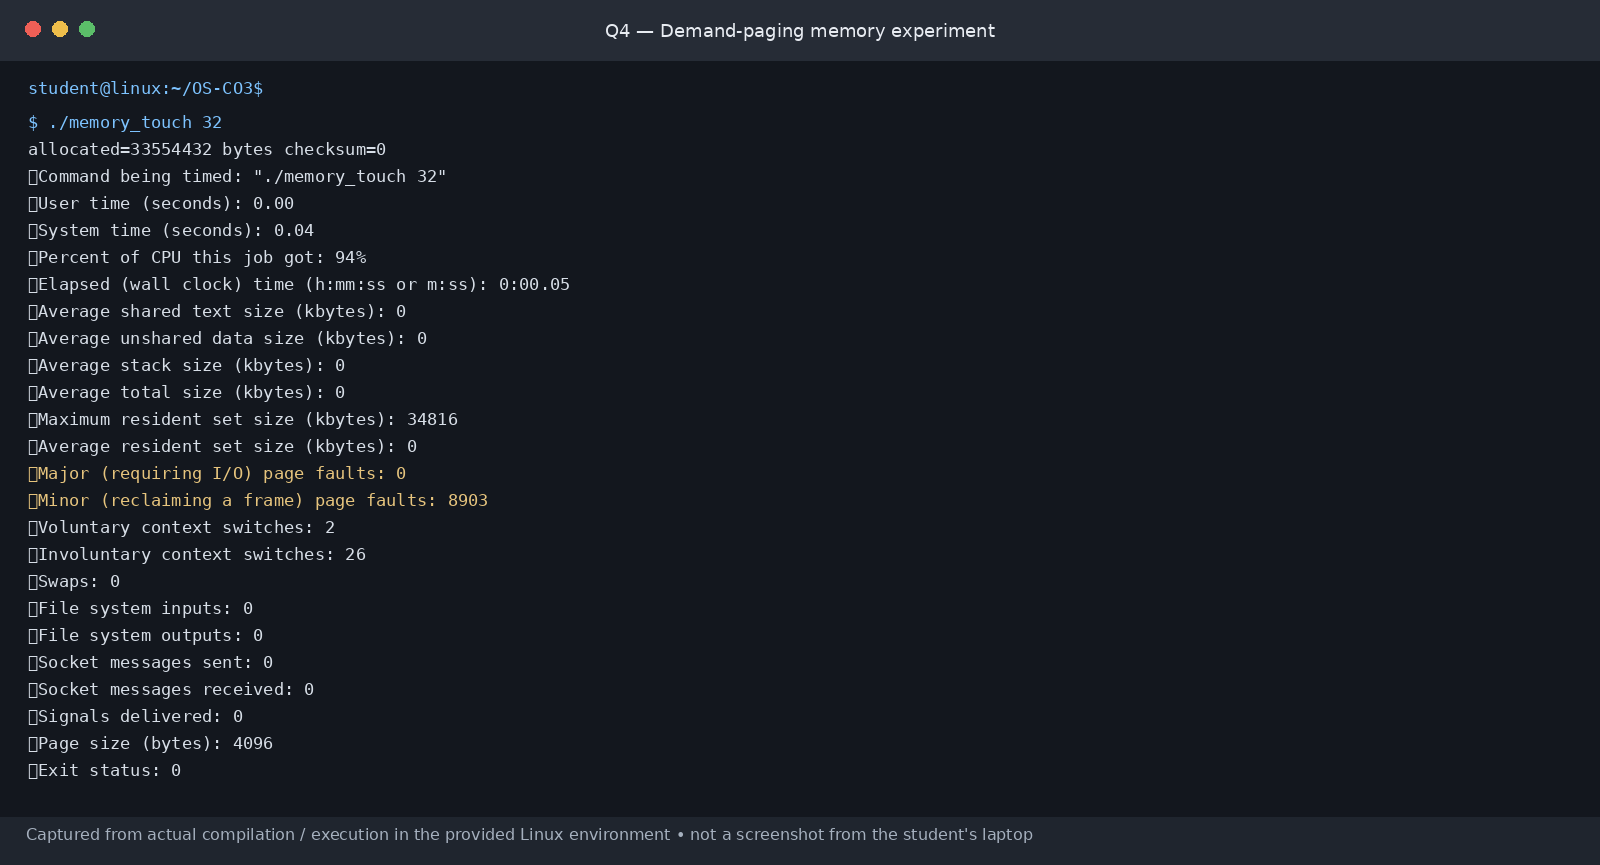 Q4 — Demand-paging memory experiment
student@linux:~/OS-CO3$
$ ./memory_touch 32
allocated=33554432 bytes checksum=0
Command being timed: "./memory_touch 32"
User time (seconds): 0.00
System time (seconds): 0.04
Percent of CPU this job got: 94%
Elapsed (wall clock) time (h:mm:ss or m:ss): 0:00.05
Average shared text size (kbytes): 0
Average unshared data size (kbytes): 0
Average stack size (kbytes): 0
Average total size (kbytes): 0
Maximum resident set size (kbytes): 34816
Average resident set size (kbytes): 0
Major (requiring I/O) page faults: 0
Minor (reclaiming a frame) page faults: 8903
Voluntary context switches: 2
Involuntary context switches: 26
Swaps: 0
File system inputs: 0
File system outputs: 0
Socket messages sent: 0
Socket messages received: 0
Signals delivered: 0
Page size (bytes): 4096
Exit status: 0
Captured from actual compilation / execution in the provided Linux environment • not a screenshot from the student's laptop